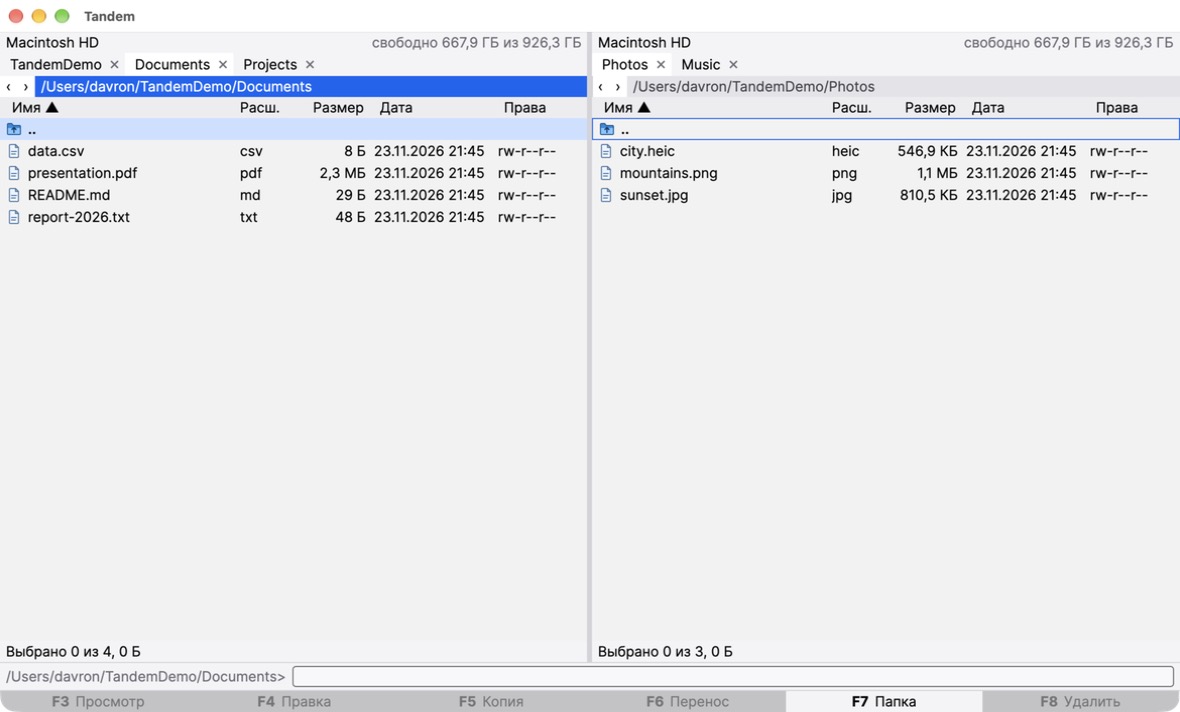 Tandem
Macintosh HD свободно 667,9 ГБ из 926,3 ГБ
TandemDemo × Documents × Projects ×
‹ › /Users/davron/TandemDemo/Documents
Имя ▲ Расш. Размер Дата Права
..
data.csv csv 8 Б 23.11.2026 21:45 rw-r--r--
presentation.pdf pdf 2,3 МБ 23.11.2026 21:45 rw-r--r--
README.md md 29 Б 23.11.2026 21:45 rw-r--r--
report-2026.txt txt 48 Б 23.11.2026 21:45 rw-r--r--
Выбрано 0 из 4, 0 Б
Macintosh HD свободно 667,9 ГБ из 926,3 ГБ
Photos × Music ×
‹ › /Users/davron/TandemDemo/Photos
Имя ▲ Расш. Размер Дата Права
..
city.heic heic 546,9 КБ 23.11.2026 21:45 rw-r--r--
mountains.png png 1,1 МБ 23.11.2026 21:45 rw-r--r--
sunset.jpg jpg 810,5 КБ 23.11.2026 21:45 rw-r--r--
Выбрано 0 из 3, 0 Б
/Users/davron/TandemDemo/Documents>
F3 Просмотр F4 Правка F5 Копия F6 Перенос F7 Папка F8 Удалить